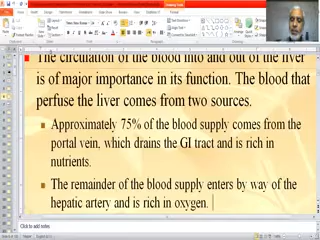 The circulation of the blood into and out of the liver
is of major importance in its function. The blood that
perfuse the liver comes from two sources.
Approximately 75% of the blood supply comes from the
portal vein, which drains the GI tract and is rich in
nutrients.
The remainder of the blood supply enters by way of the
hepatic artery and is rich in oxygen.
Click to add notes